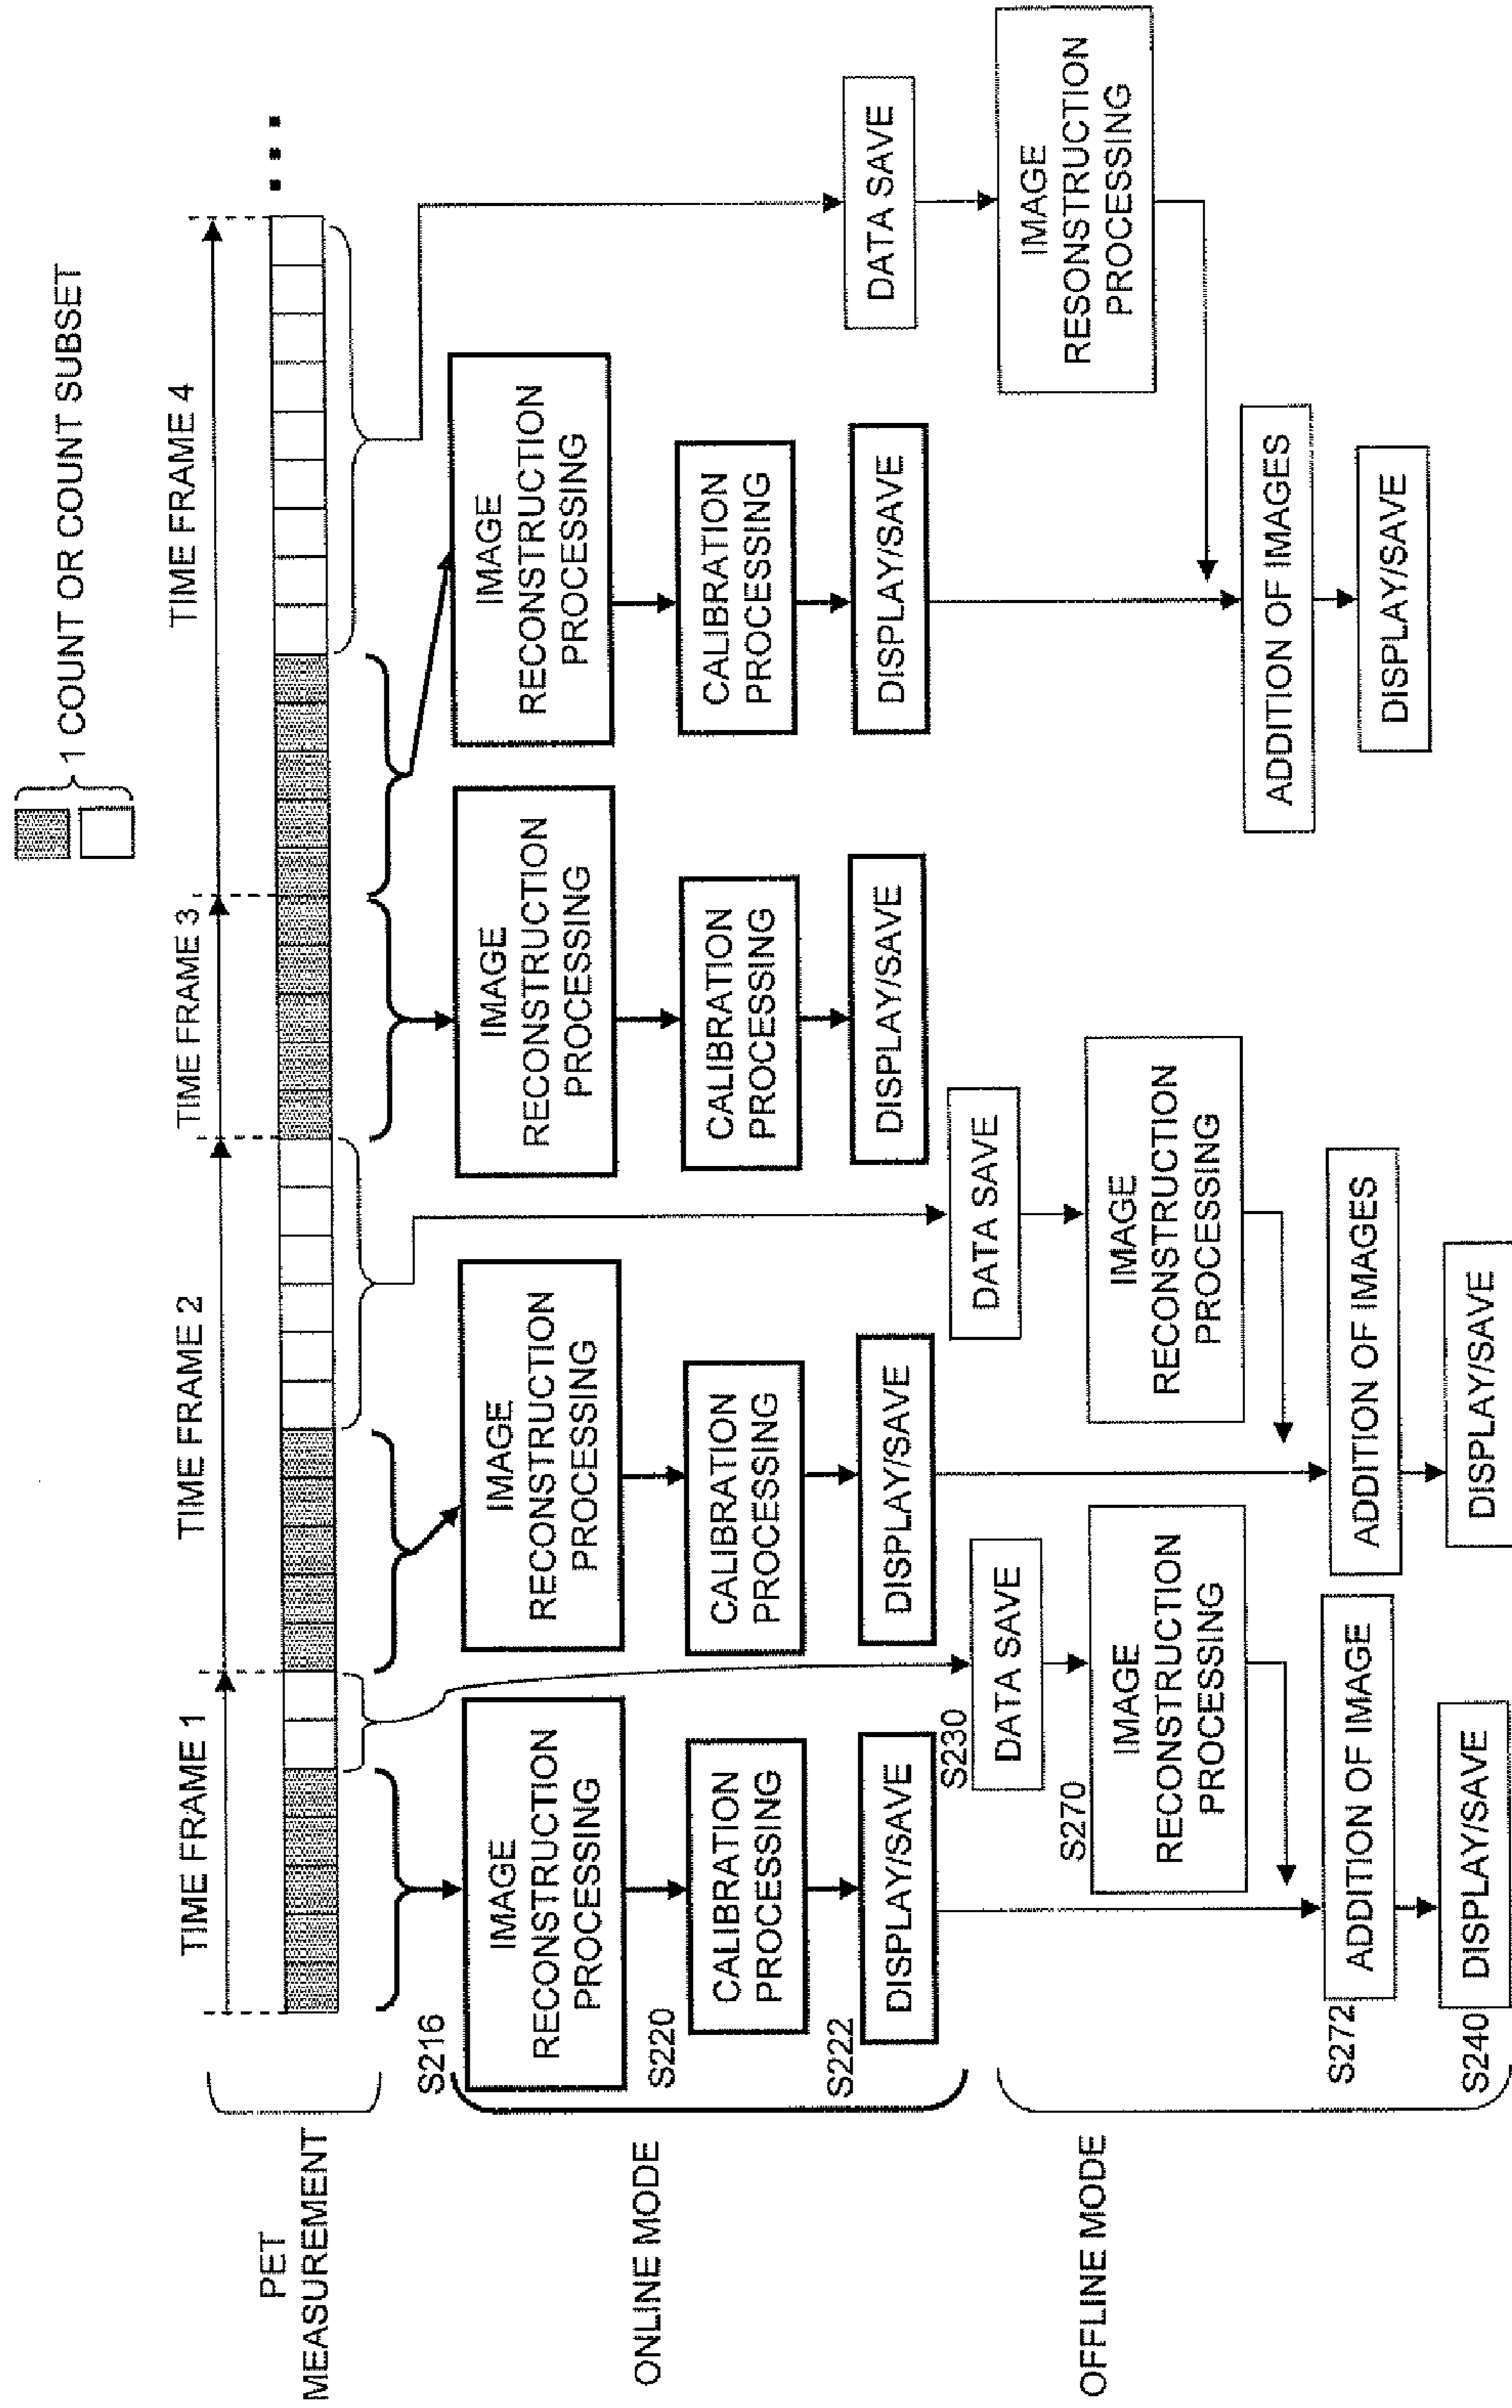 1 COUNT OR COUNT SUBSET
TIME FRAME 1
TIME FRAME 2
TIME FRAME 3
TIME FRAME 4
PET
MEASUREMENT
ONLINE MODE
S216
IMAGE
RECONSTRUCTION
PROCESSING
IMAGE
RECONSTRUCTION
PROCESSING
IMAGE
RECONSTRUCTION
PROCESSING
IMAGE
RECONSTRUCTION
PROCESSING
S220
CALIBRATION
PROCESSING
CALIBRATION
PROCESSING
CALIBRATION
PROCESSING
CALIBRATION
PROCESSING
S222
DISPLAY/SAVE
DISPLAY/SAVE
DISPLAY/SAVE
DISPLAY/SAVE
OFFLINE MODE
S230
DATA SAVE
DATA SAVE
DATA SAVE
S270
IMAGE
RECONSTRUCTION
PROCESSING
IMAGE
RECONSTRUCTION
PROCESSING
IMAGE
RESONSTRUCTION
PROCESSING
S272
ADDITION OF IMAGE
ADDITION OF IMAGES
ADDITION OF IMAGES
S240
DISPLAY/SAVE
DISPLAY/SAVE
DISPLAY/SAVE